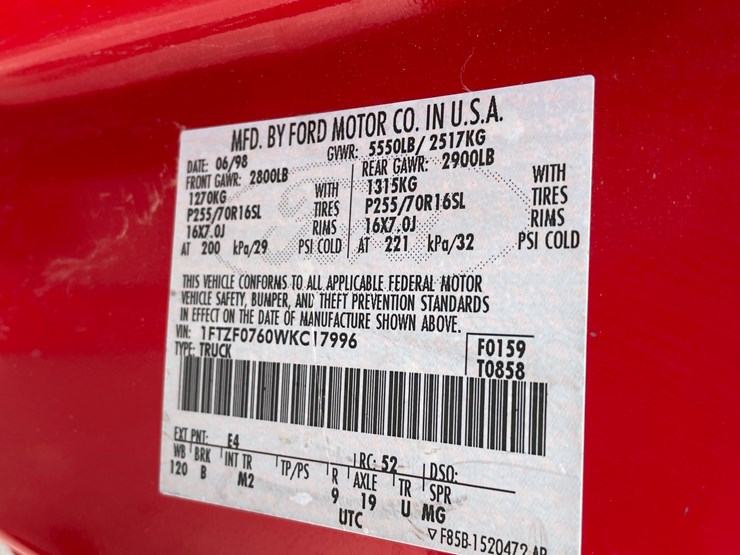 MFD. BY FORD MOTOR CO. IN U.S.A.
DATE: 06/98 GVWR: 5550LB/ 2517KG
FRONT GAWR: 2800LB REAR GAWR: 2900LB
1270KG WITH 1315KG WITH
P255/70R16SL TIRES P255/70R16SL TIRES
16X7.0J RIMS 16X7.0J RIMS
AT 200 kPa/29 PSI COLD AT 221 kPa/32 PSI COLD
THIS VEHICLE CONFORMS TO ALL APPLICABLE FEDERAL MOTOR
VEHICLE SAFETY, BUMPER, AND THEFT PREVENTION STANDARDS
IN EFFECT ON THE DATE OF MANUFACTURE SHOWN ABOVE.
VIN: 1FTZF0760WKC17996 F0159
TYPE: TRUCK T0858
EXT PNT: E4 RC: 52 DSO:
WB BRK INT TR TP/PS R AXLE TR SPR
120 B M2 9 19 U MG
UTC
▽ F85B-1520472-AD